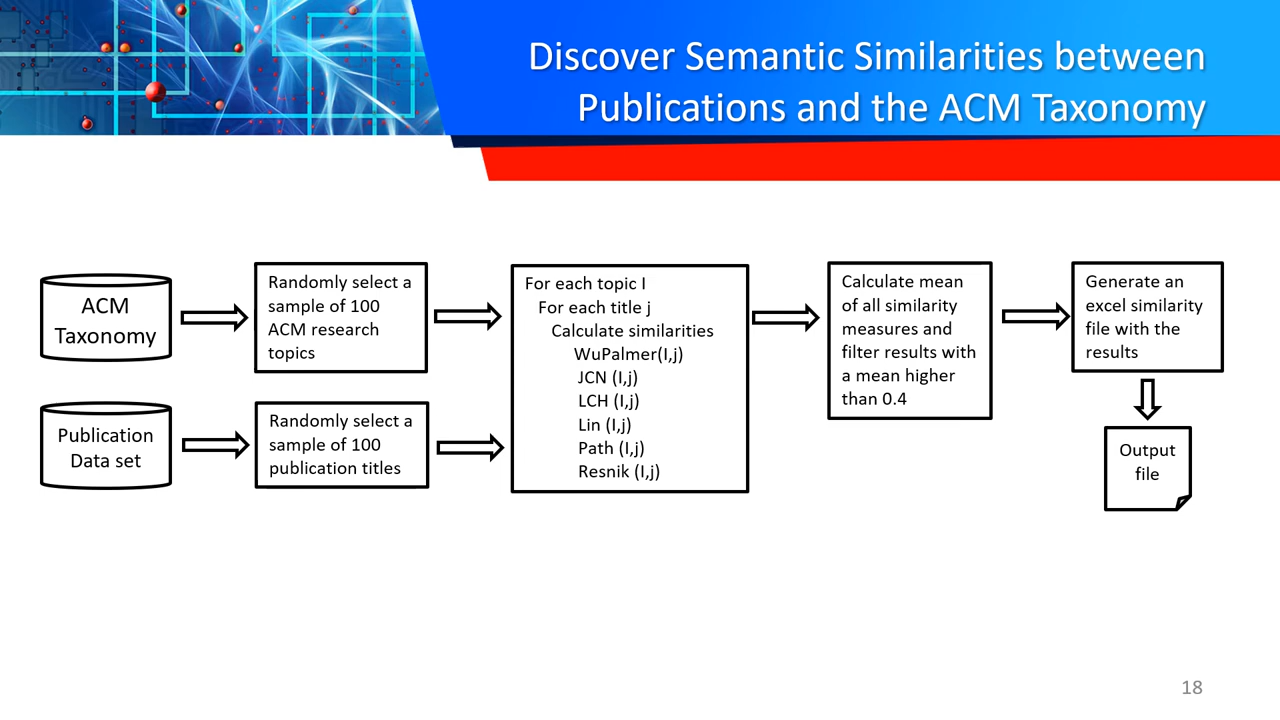 Discover Semantic Similarities between
Publications and the ACM Taxonomy
ACM
Taxonomy
Randomly select a
sample of 100
ACM research
topics
Publication
Data set
Randomly select a
sample of 100
publication titles
For each topic I
For each title j
Calculate similarities
WuPalmer(I,j)
JCN (I,j)
LCH (I,j)
Lin (I,j)
Path (I,j)
Resnik (I,j)
Calculate mean
of all similarity
measures and
filter results with
a mean higher
than 0.4
Generate an
excel similarity
file with the
results
Output
file
18